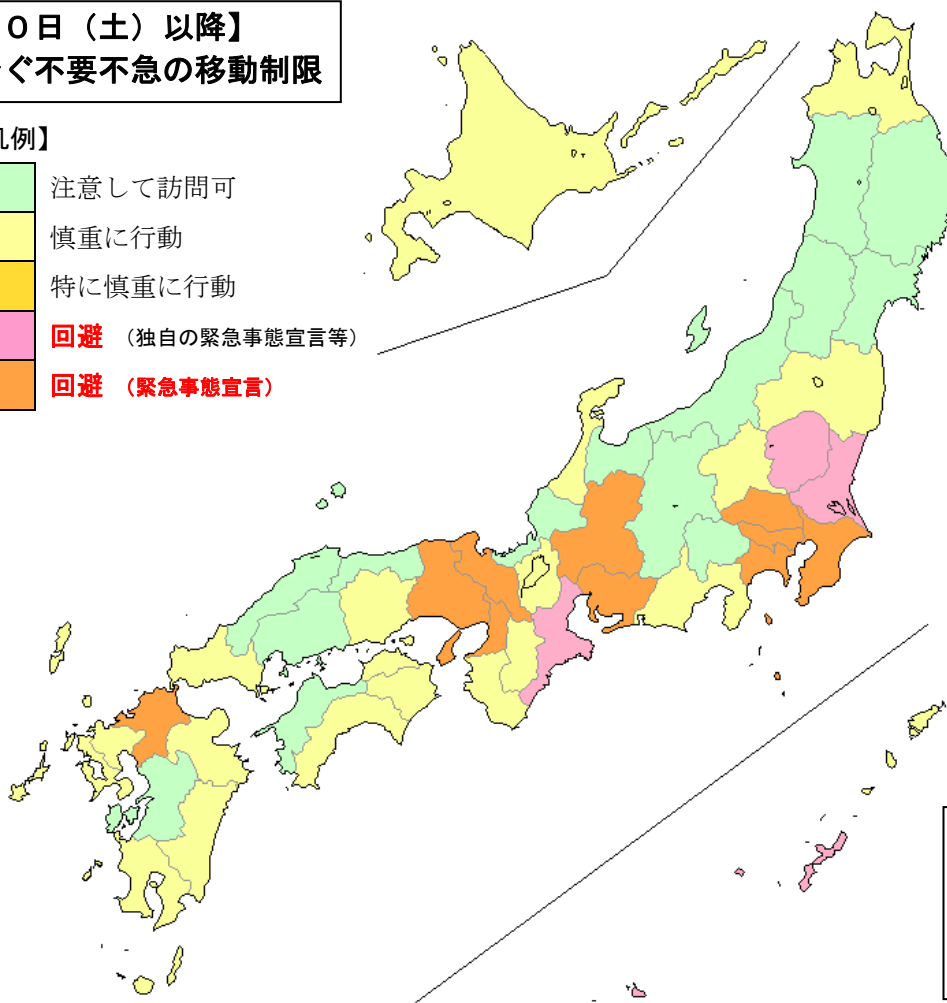 ０日（土）以降】
ぐ不要不急の移動制限
凡例】
注意して訪問可
慎重に行動
特に慎重に行動
回避 （独自の緊急事態宣言等）
回避 （緊急事態宣言）